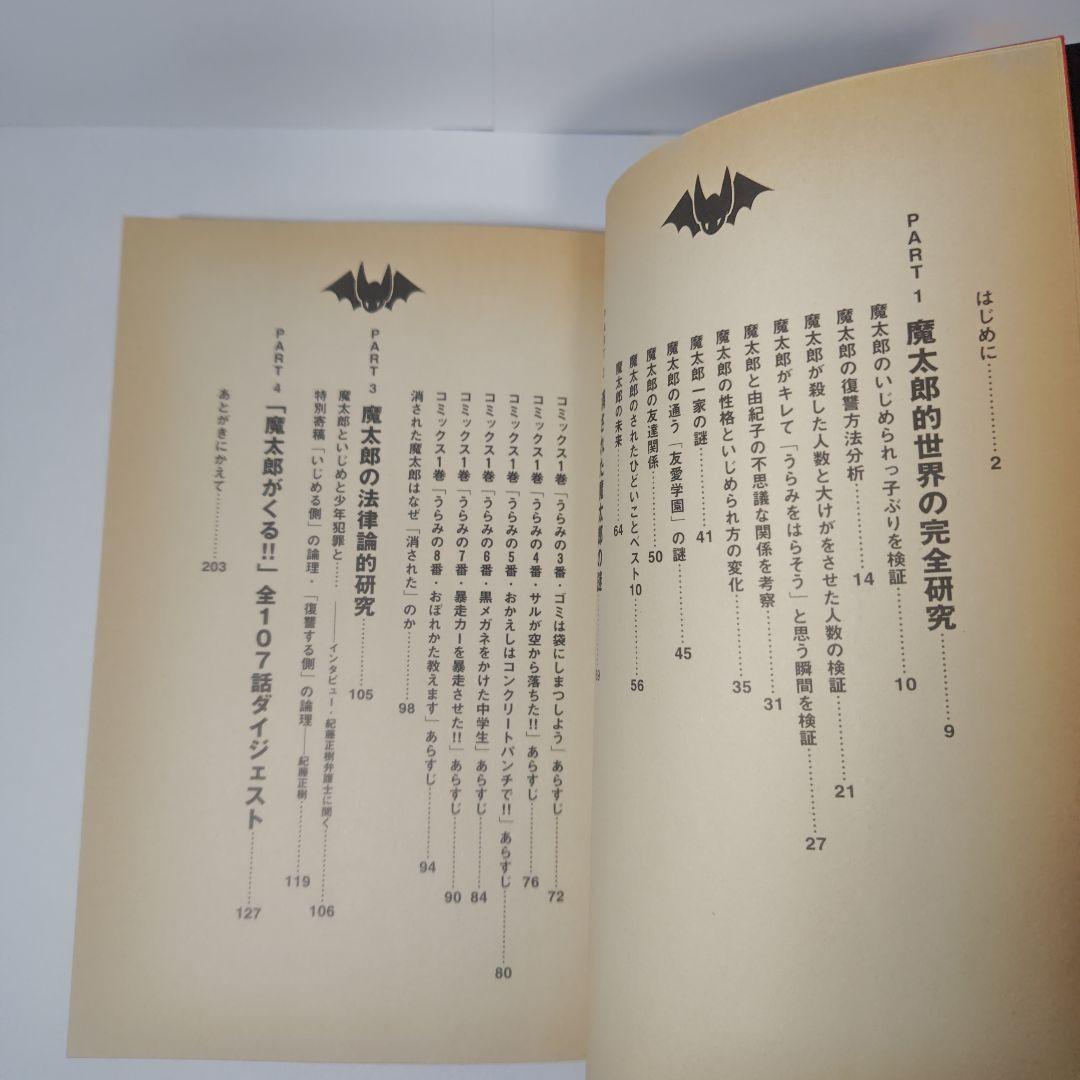 はじめに…………2
PART 1 魔太郎的世界の完全研究…………9
魔太郎のいじめられっ子ぶりを検証…………10
魔太郎の復讐方法分析…………14
魔太郎が殺した人数と大けがをさせた人数の検証…………21
魔太郎がキレて「うらみをはらそう」と思う瞬間を検証…………27
魔太郎と由紀子の不思議な関係を考察…………31
魔太郎の性格といじめられ方の変化…………35
魔太郎一家の謎…………41
魔太郎の通う「友愛学園」の謎…………45
魔太郎の友達関係…………50
魔太郎のされたひどいことベスト10…………56
魔太郎の未来…………64
された魔太郎の謎
コミックス1巻「うらみの3番・ゴミは袋にしまつしよう」あらすじ…………72
コミックス1巻「うらみの4番・サルが空から落ちた!!」あらすじ…………76
コミックス1巻「うらみの5番・おかえしはコンクリートパンチで!!」あらすじ…………80
コミックス1巻「うらみの6番・黒メガネをかけた中学生」あらすじ…………84
コミックス1巻「うらみの7番・暴走カーを暴走させた!!」あらすじ…………90
コミックス1巻「うらみの8番・おぼれかた教えます」あらすじ…………94
消された魔太郎はなぜ「消された」のか…………98
PART 3 魔太郎の法律論的研究…………105
魔太郎といじめと少年犯罪と……――インタビュー・紀藤正樹弁護士に聞く…………106
特別寄稿「いじめる側」の論理・「復讐する側」の論理――紀藤正樹…………119
PART 4 「魔太郎がくる!!」全107話ダイジェスト…………127
あとがきにかえて…………203